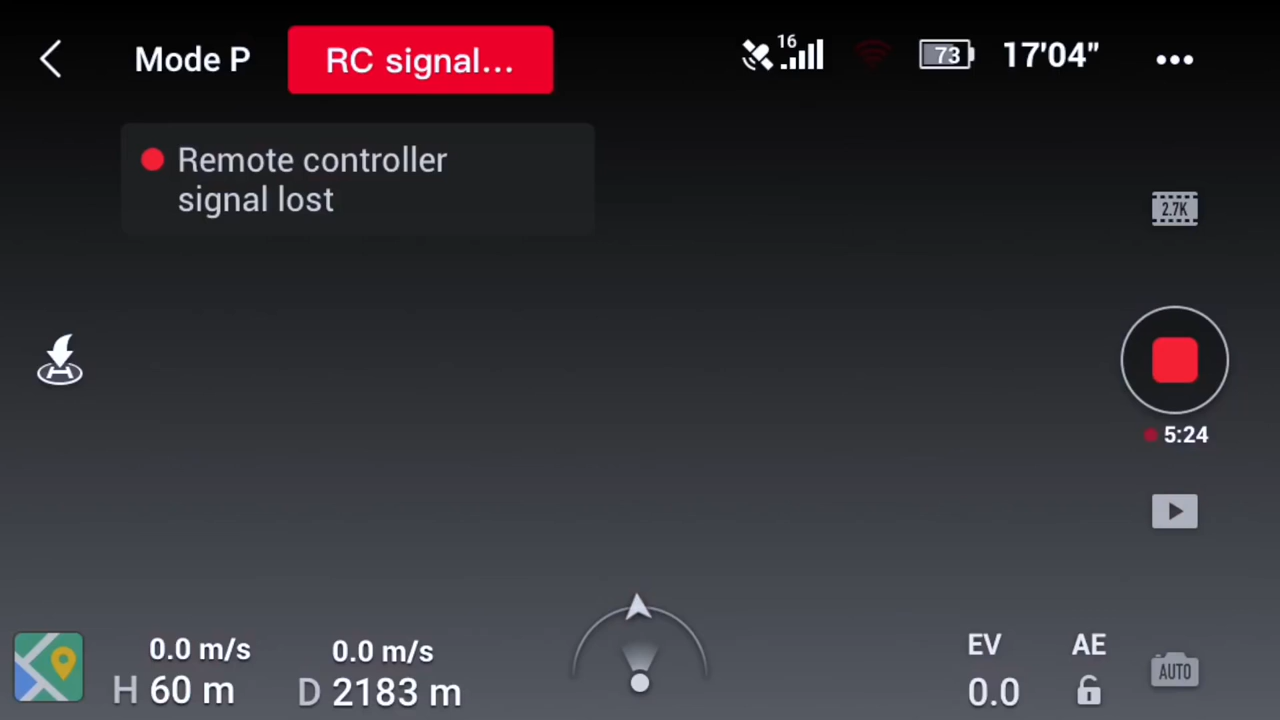 Mode P
RC signal...
16
73
17'04"
Remote controller
signal lost
2.7K
5:24
0.0 m/s
0.0 m/s
H 60 m
D 2183 m
EV
AE
0.0
AUTO